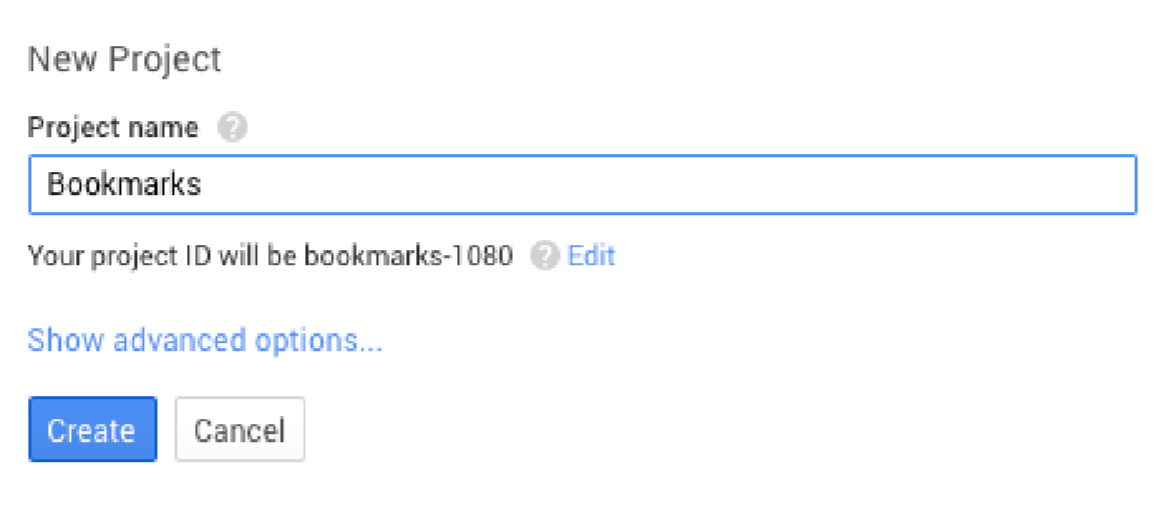 New Project
Project name ?
Bookmarks
Your project ID will be bookmarks-1080 ? Edit
Show advanced options...
Create Cancel